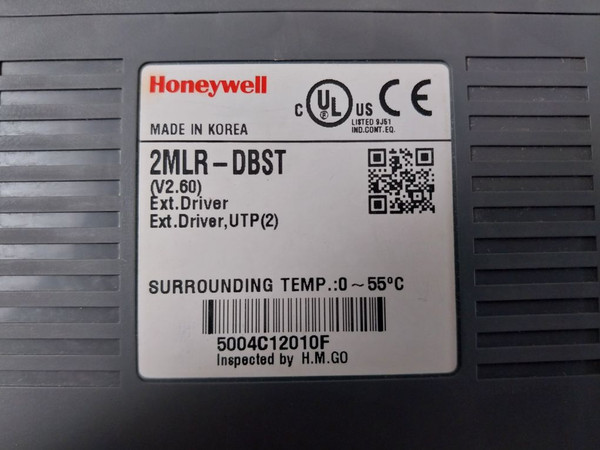 Honeywell
C UL US CE
LISTED 9J51
IND.CONT.EQ.
MADE IN KOREA
2MLR-DBST
(V2.60)
Ext.Driver
Ext.Driver,UTP(2)
SURROUNDING TEMP.:0~55ºC
5004C12010F
Inspected by H.M.GO